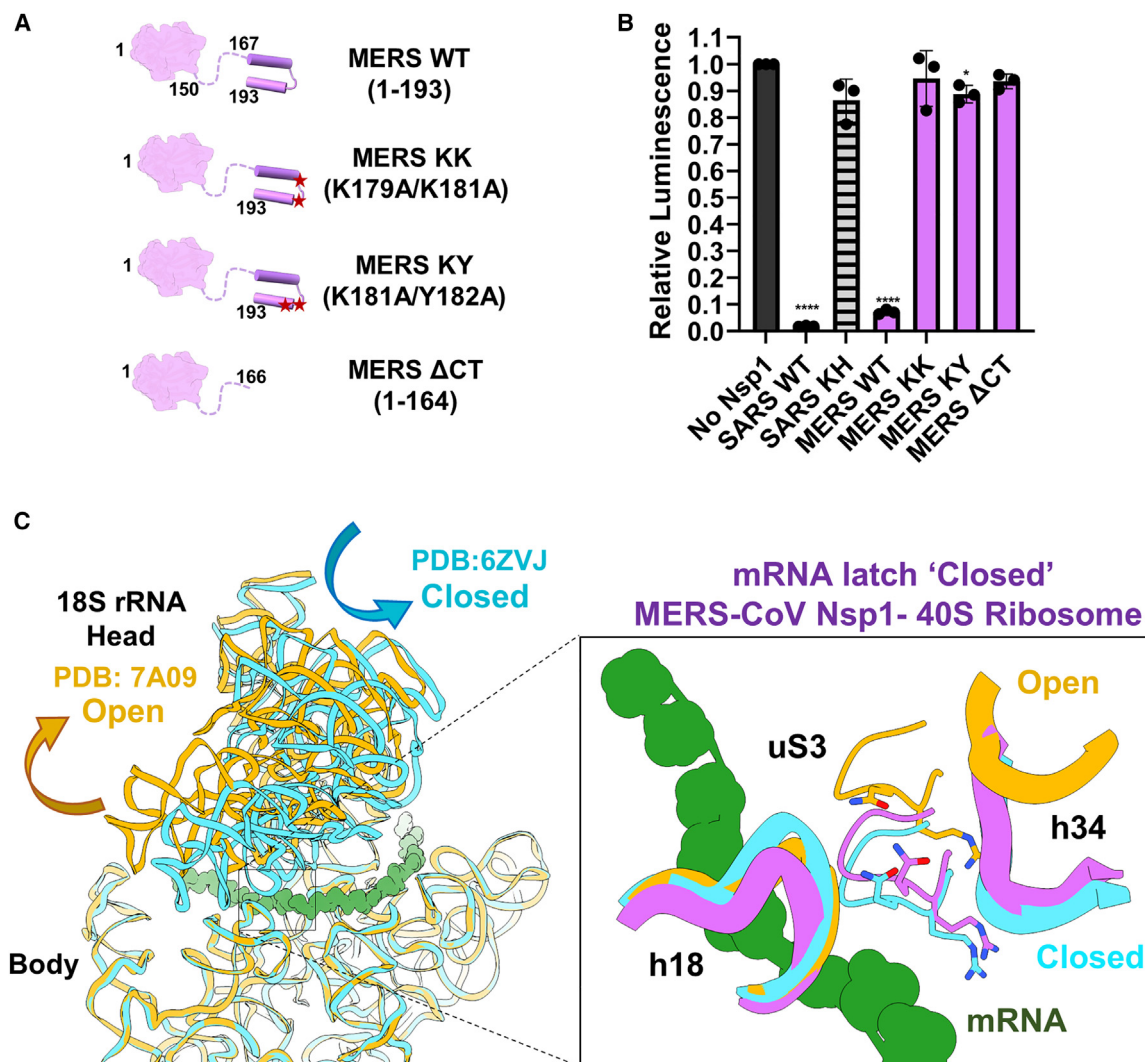 A
1
167
150
193
MERS WT
(1-193)
1
193
MERS KK
(K179A/K181A)
1
193
MERS KY
(K181A/Y182A)
1
166
MERS ΔCT
(1-164)
B
Relative Luminescence
1.1
1.0
0.9
0.8
0.7
0.6
0.5
0.4
0.3
0.2
0.1
0.0
****
****
*
No Nsp1
SARS WT
SARS KH
MERS WT
MERS KK
MERS KY
MERS ΔCT
C
18S rRNA
Head
PDB: 7A09
Open
PDB:6ZVJ
Closed
Body
mRNA latch ‘Closed’
MERS-CoV Nsp1- 40S Ribosome
Open
uS3
h34
h18
Closed
mRNA